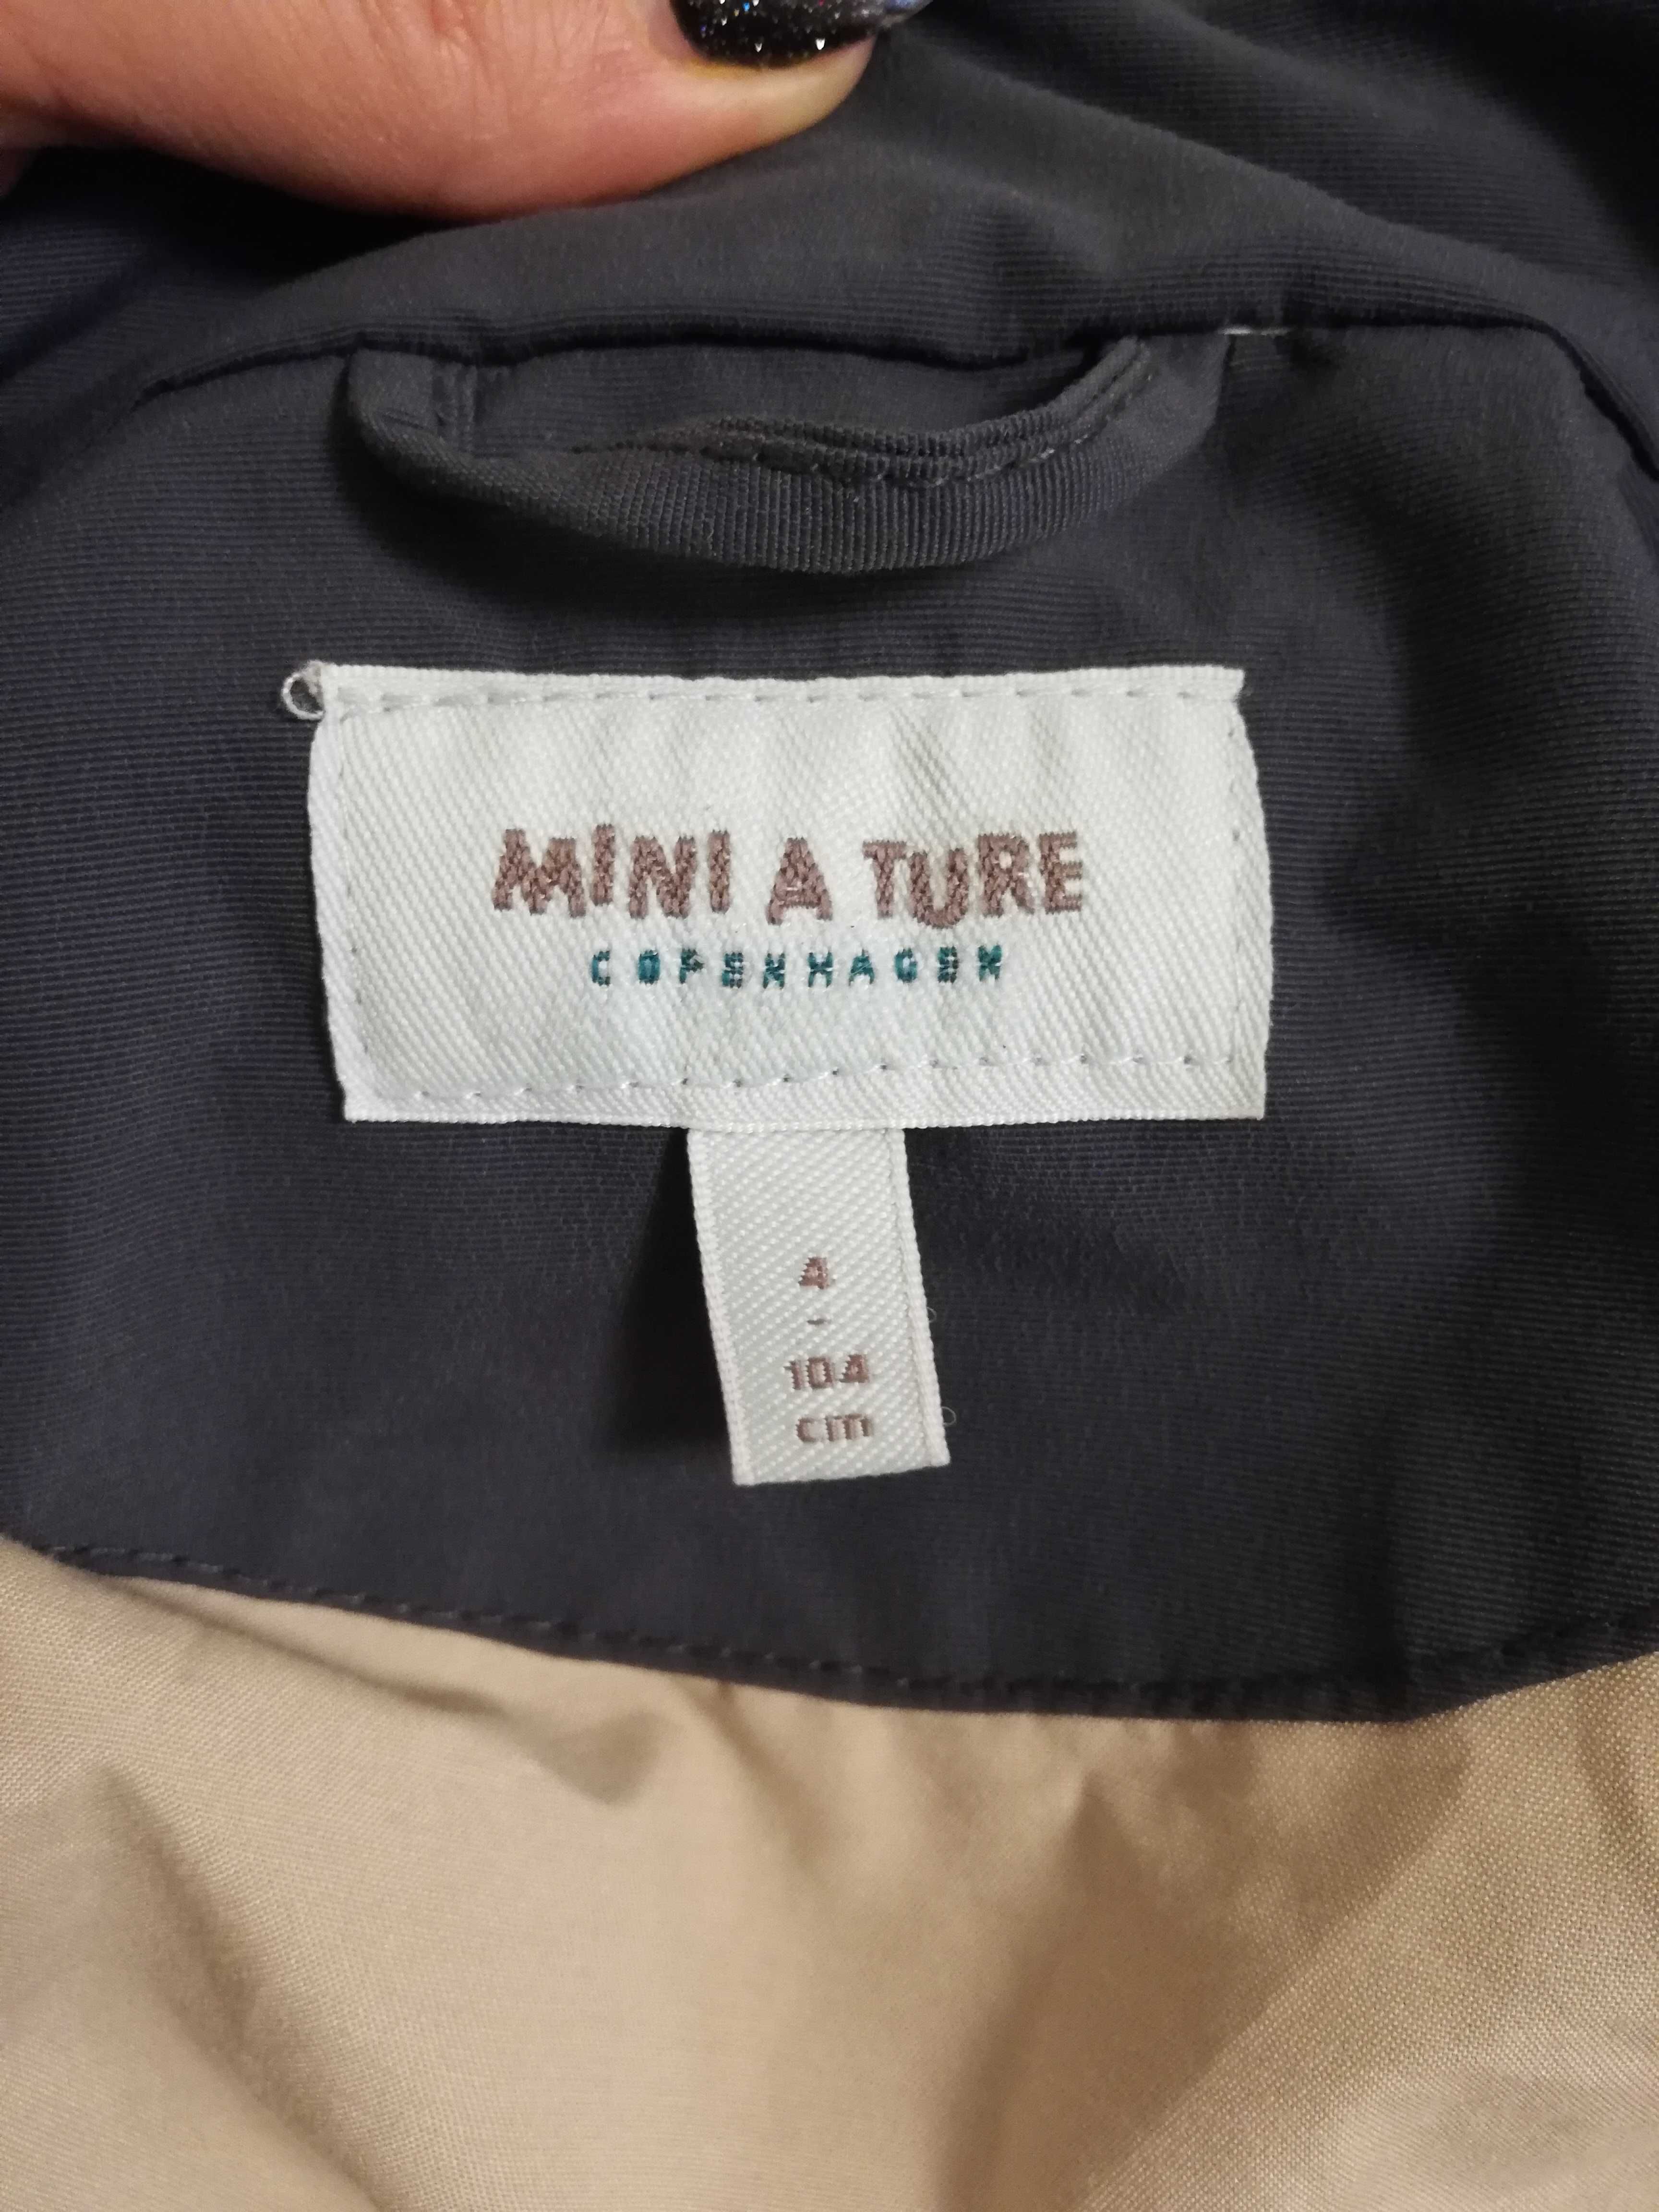 MINI A TURE
COPENHAGEN
4
-
104
cm